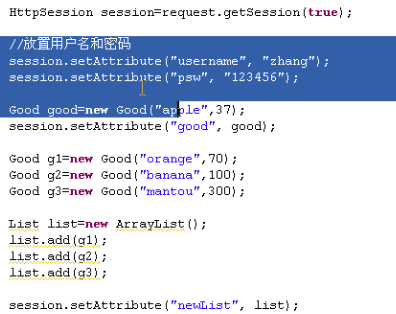 HttpSession session=request.getSession(true);
//放置用户名和密码
session.setAttribute("username", "zhang");
session.setAttribute("psw", "123456");
Good good=new Good("apple",37);
session.setAttribute("good", good);
Good g1=new Good("orange",70);
Good g2=new Good("banana",100);
Good g3=new Good("mantou",300);
List list=new ArrayList();
list.add(g1);
list.add(g2);
list.add(g3);
session.setAttribute("newList", list);